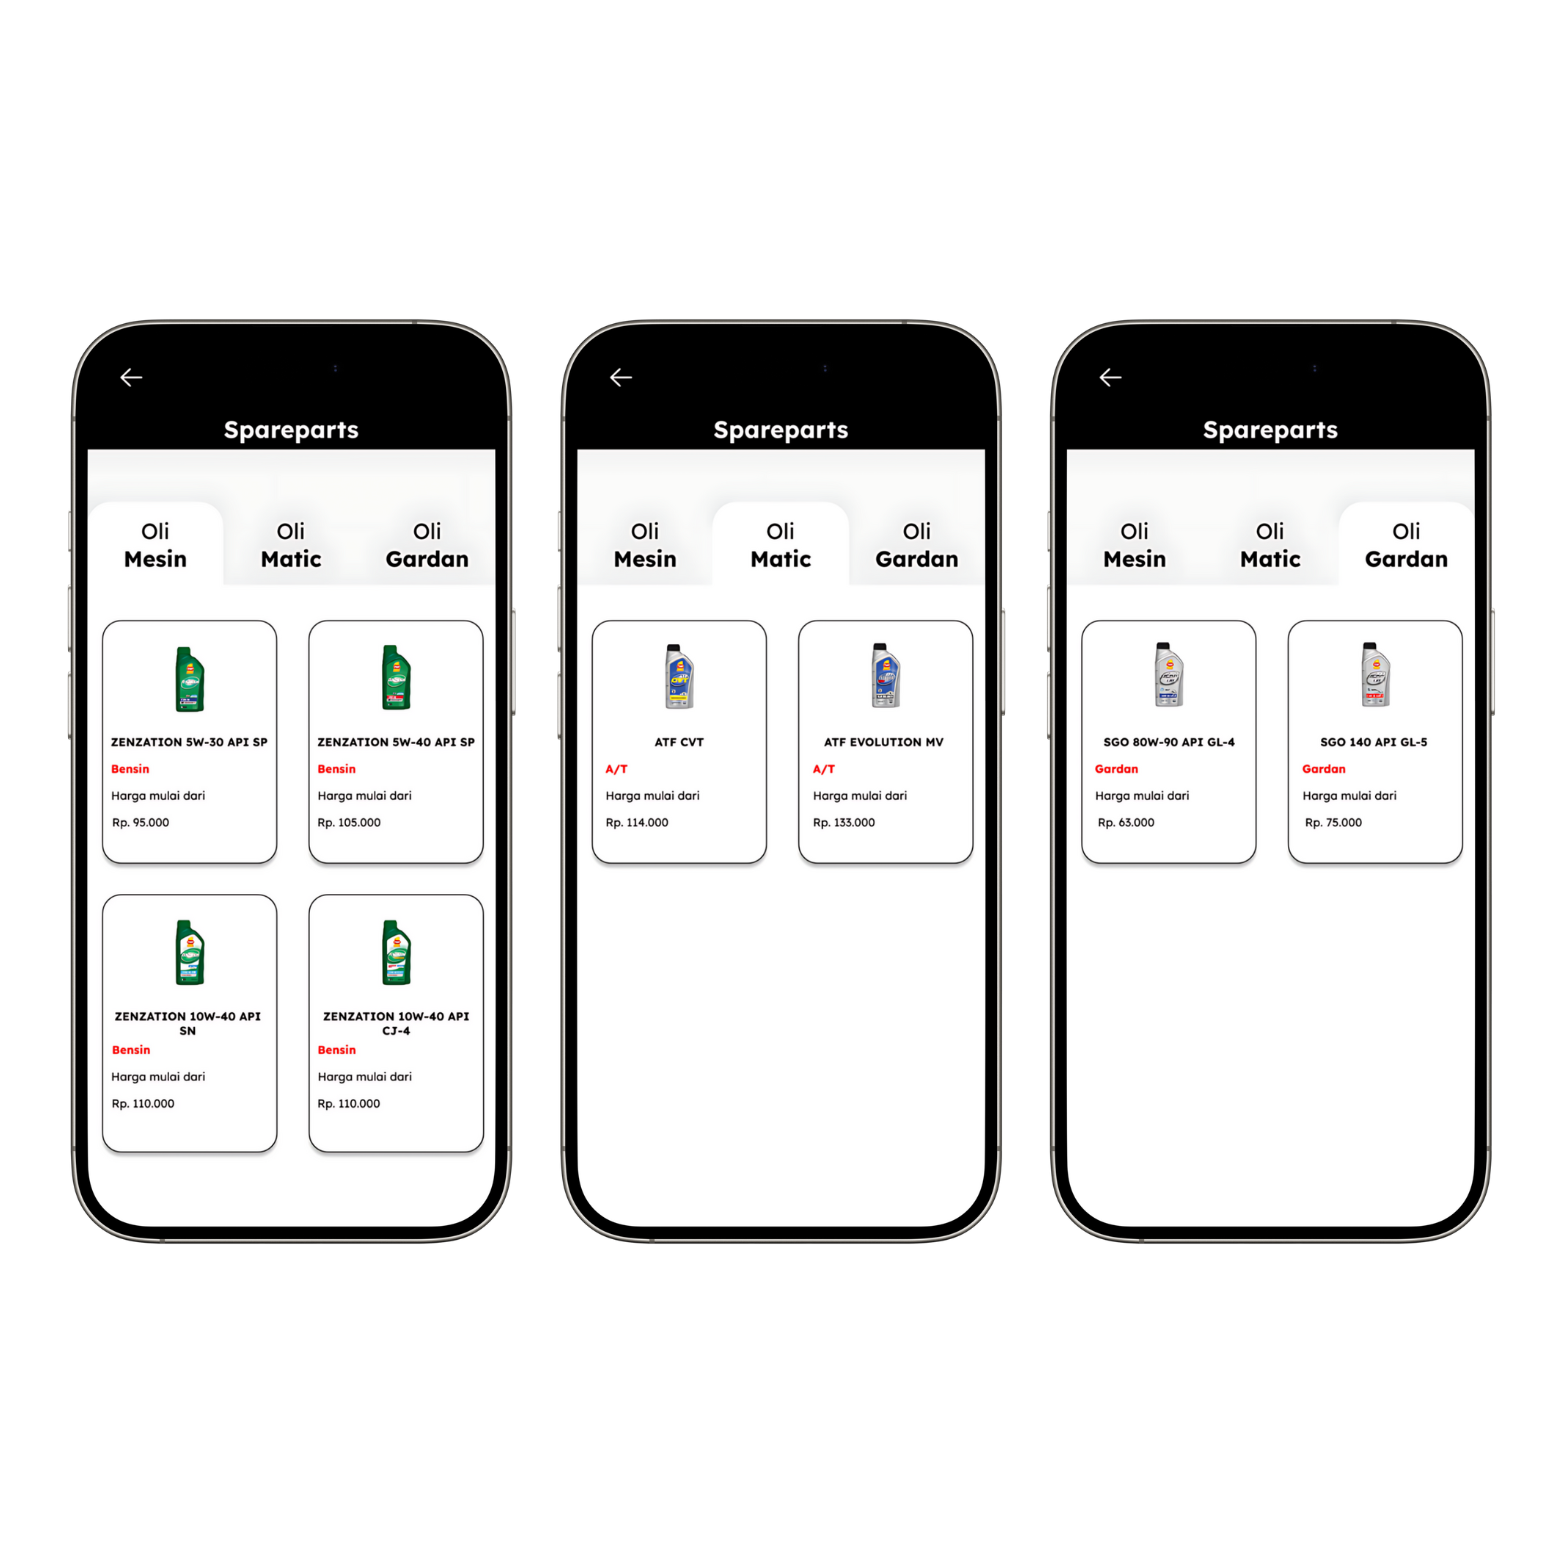 Spareparts
Oli
Mesin
Oli
Matic
Oli
Gardan
ZENZATION 5W-30 API SP
Bensin
Harga mulai dari
Rp. 95.000
ZENZATION 5W-40 API SP
Bensin
Harga mulai dari
Rp. 105.000
ZENZATION 10W-40 API
SN
Bensin
Harga mulai dari
Rp. 110.000
ZENZATION 10W-40 API
CJ-4
Bensin
Harga mulai dari
Rp. 110.000
Spareparts
Oli
Mesin
Oli
Matic
Oli
Gardan
ATF CVT
A/T
Harga mulai dari
Rp. 114.000
ATF EVOLUTION MV
A/T
Harga mulai dari
Rp. 133.000
Spareparts
Oli
Mesin
Oli
Matic
Oli
Gardan
SGO 80W-90 API GL-4
Gardan
Harga mulai dari
Rp. 63.000
SGO 140 API GL-5
Gardan
Harga mulai dari
Rp. 75.000